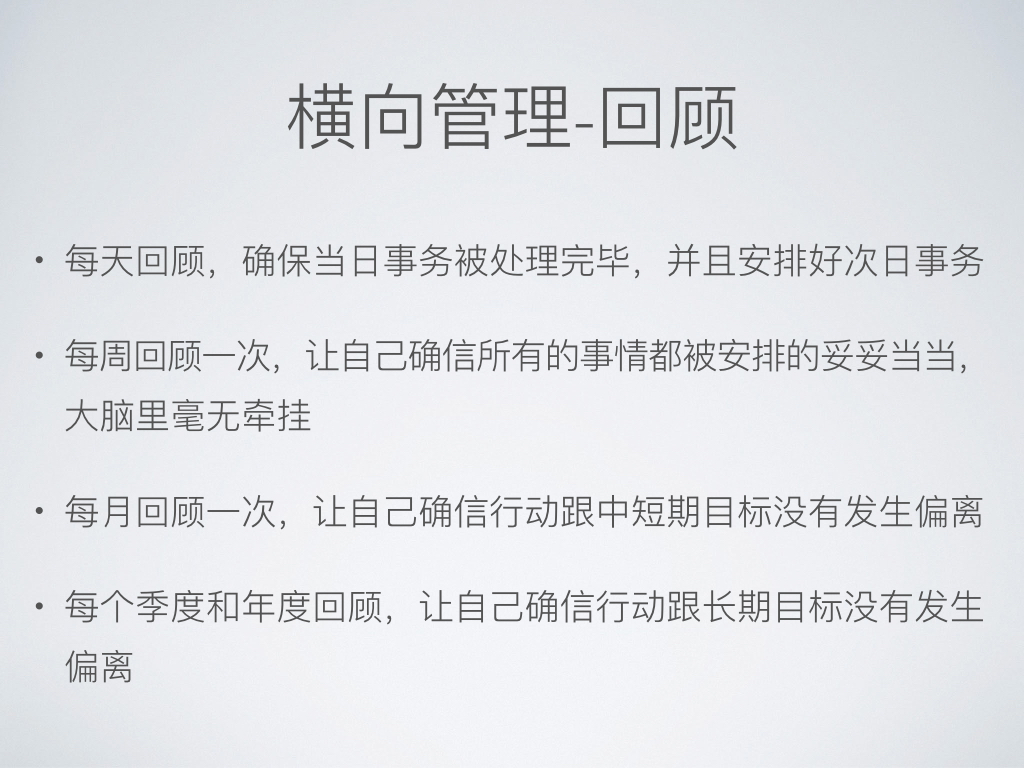 横向管理-回顾
• 每天回顾，确保当日事务被处理完毕，并且安排好次日事务
• 每周回顾一次，让自己确信所有的事情都被安排的妥妥当当，
大脑里毫无牵挂
• 每月回顾一次，让自己确信行动跟中短期目标没有发生偏离
• 每个季度和年度回顾，让自己确信行动跟长期目标没有发生
偏离